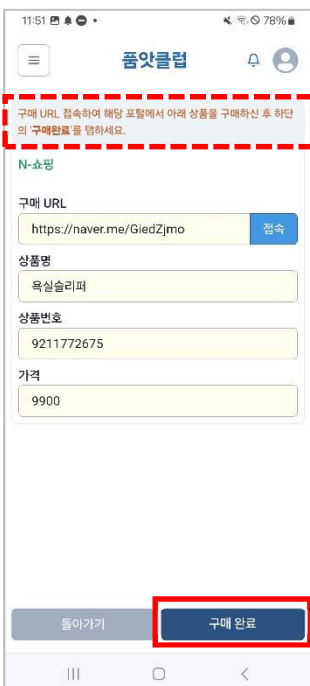 11:51
78%
품앗클럽
구매 URL 접속하여 해당 포털에서 아래 상품을 구매하신 후 하단
의 '구매완료'를 탭하세요.
N-쇼핑
구매 URL
https://naver.me/GiedZjmo
접속
상품명
욕실슬리퍼
상품번호
9211772675
가격
9900
돌아가기
구매 완료